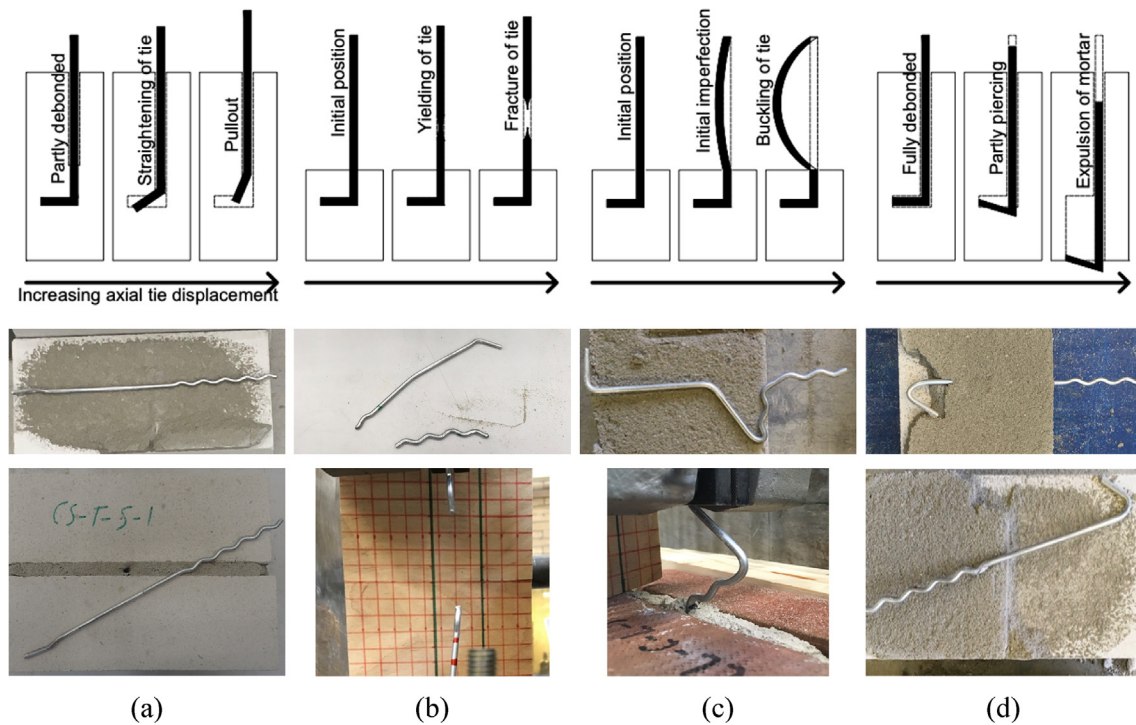 Partly debonded
Straightening of tie
Pullout
Initial position
Yielding of tie
Fracture of tie
Initial position
Initial imperfection
Buckling of tie
Fully debonded
Partly piercing
Expulsion of mortar
Increasing axial tie displacement
CS-T-5-1
(a)
(b)
(c)
(d)